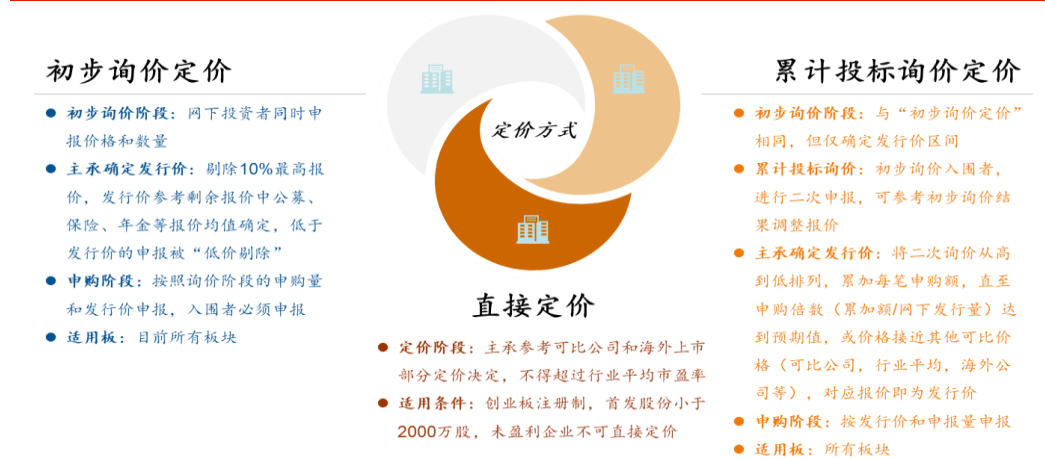 初步询价定价
● 初步询价阶段：网下投资者同时申
报价格和数量
● 主承确定发行价：剔除10%最高报
价，发行价参考剩余报价中公募、
保险、年金等报价均值确定，低于
发行价的申报被“低价剔除”
● 申购阶段：按照询价阶段的申购量
和发行价申报，入围者必须申报
● 适用板：目前所有板块
定价方式
直接定价
● 定价阶段：主承参考可比公司和海外上市
部分定价决定，不得超过行业平均市盈率
● 适用条件：创业板注册制，首发股份小于
2000万股，未盈利企业不可直接定价
累计投标询价定价
● 初步询价阶段：与“初步询价定价”
相同，但仅确定发行价区间
● 累计投标询价：初步询价入围者，
进行二次申报，可参考初步询价结
果调整报价
● 主承确定发行价：将二次询价从高
到低排列，累加每笔申购额，直至
申购倍数（累加额/网下发行量）达
到预期值，或价格接近其他可比价
格（可比公司，行业平均，海外公
司等），对应报价即为发行价
● 申购阶段：按发行价和申报量申报
● 适用板：所有板块